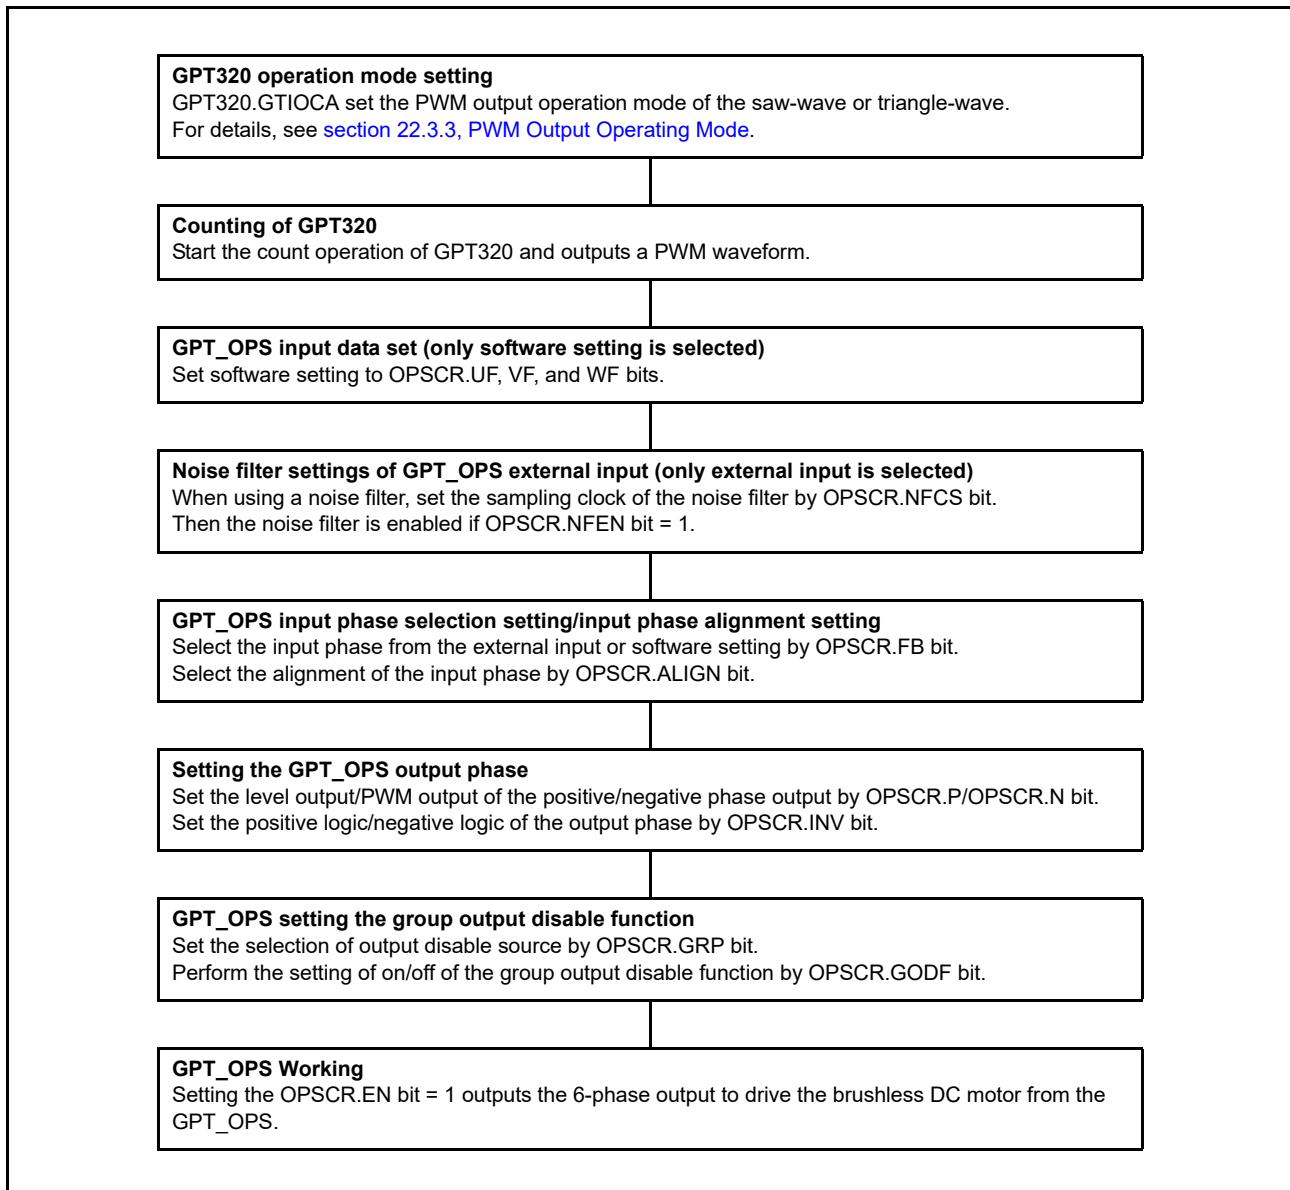 GPT320 operation mode setting
GPT320.GTIOCA set the PWM output operation mode of the saw-wave or triangle-wave.
For details, see section 22.3.3, PWM Output Operating Mode.
Counting of GPT320
Start the count operation of GPT320 and outputs a PWM waveform.
GPT_OPS input data set (only software setting is selected)
Set software setting to OPSCR.UF, VF, and WF bits.
Noise filter settings of GPT_OPS external input (only external input is selected)
When using a noise filter, set the sampling clock of the noise filter by OPSCR.NFCS bit.
Then the noise filter is enabled if OPSCR.NFEN bit = 1.
GPT_OPS input phase selection setting/input phase alignment setting
Select the input phase from the external input or software setting by OPSCR.FB bit.
Select the alignment of the input phase by OPSCR.ALIGN bit.
Setting the GPT_OPS output phase
Set the level output/PWM output of the positive/negative phase output by OPSCR.P/OPSCR.N bit.
Set the positive logic/negative logic of the output phase by OPSCR.INV bit.
GPT_OPS setting the group output disable function
Set the selection of output disable source by OPSCR.GRP bit.
Perform the setting of on/off of the group output disable function by OPSCR.GODF bit.
GPT_OPS Working
Setting the OPSCR.EN bit = 1 outputs the 6-phase output to drive the brushless DC motor from the
GPT_OPS.